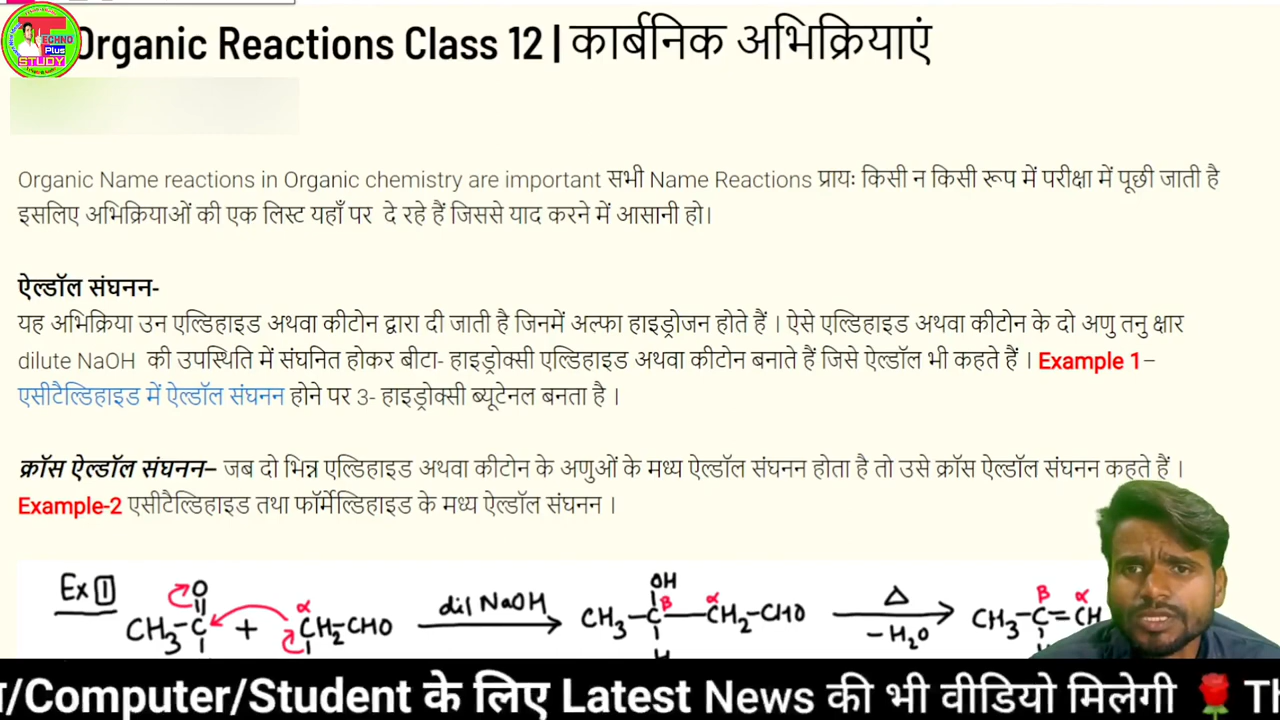 TECHNO
Plus
STUDY
Organic Reactions Class 12 | कार्बनिक अभिक्रियाएं
Organic Name reactions in Organic chemistry are important सभी Name Reactions प्रायः किसी न किसी रूप में परीक्षा में पूछी जाती है
इसलिए अभिक्रियाओं की एक लिस्ट यहाँ पर दे रहे हैं जिससे याद करने में आसानी हो।
ऐल्डॉल संघनन-
यह अभिक्रिया उन एल्डिहाइड अथवा कीटोन द्वारा दी जाती है जिनमें अल्फा हाइड्रोजन होते हैं । ऐसे एल्डिहाइड अथवा कीटोन के दो अणु तनु क्षार
dilute NaOH की उपस्थिति में संघनित होकर बीटा- हाइड्रोक्सी एल्डिहाइड अथवा कीटोन बनाते हैं जिसे ऐल्डॉल भी कहते हैं । Example 1–
एसीटैल्डिहाइड में ऐल्डॉल संघनन होने पर 3- हाइड्रोक्सी ब्यूटेनल बनता है ।
क्रॉस ऐल्डॉल संघनन– जब दो भिन्न एल्डिहाइड अथवा कीटोन के अणुओं के मध्य ऐल्डॉल संघनन होता है तो उसे क्रॉस ऐल्डॉल संघनन कहते हैं ।
Example-2 एसीटैल्डिहाइड तथा फॉर्मेल्डिहाइड के मध्य ऐल्डॉल संघनन ।
Ex 1
O OH
α β α β α
CH3-C + CH2-CHO dil NaOH CH3-C-CH2-CHO Δ -H2O CH3-C=CH
H
/Computer/Student के लिए Latest News की भी वीडियो मिलेगी 🌹 Th